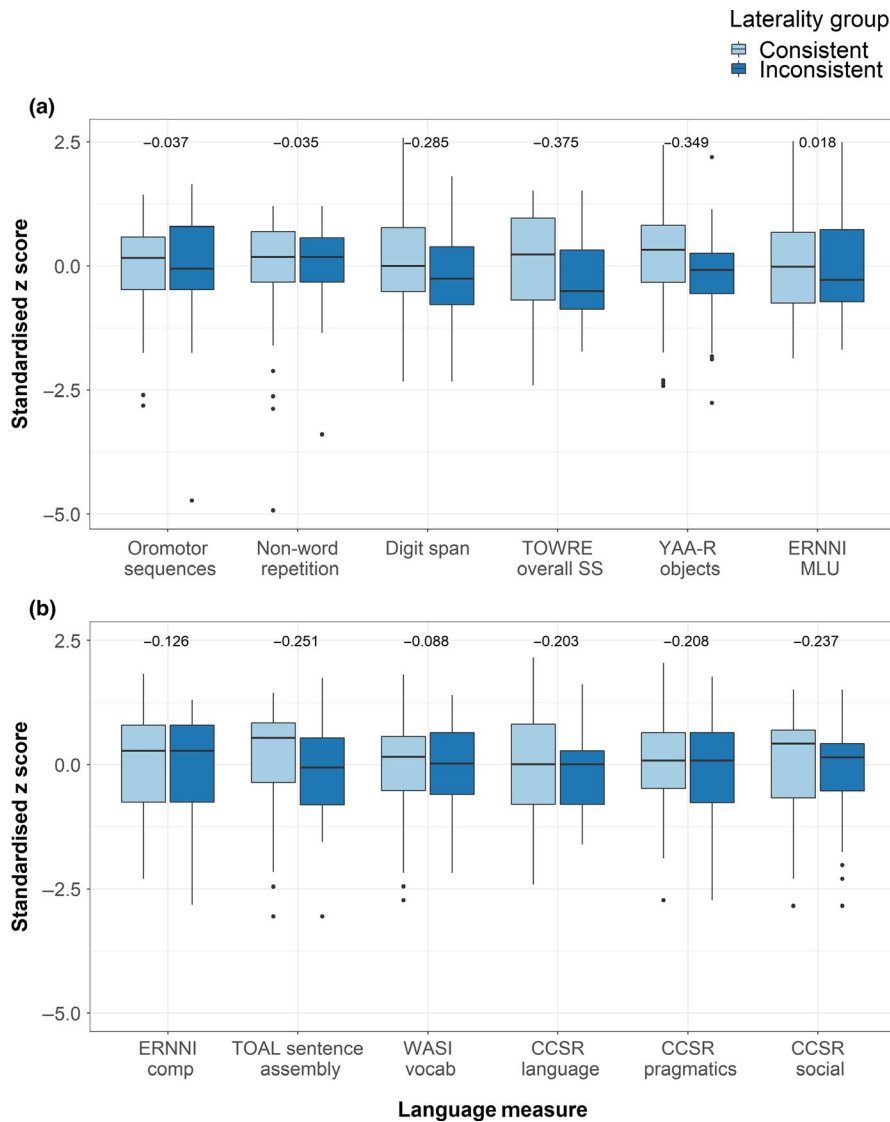 Laterality group
Consistent
Inconsistent
(a)
−0.037 −0.035 −0.285 −0.375 −0.349 0.018
2.5
0.0
−2.5
−5.0
Standardised z score
Oromotor sequences
Non-word repetition
Digit span
TOWRE overall SS
YAA-R objects
ERNNI MLU
(b)
−0.126 −0.251 −0.088 −0.203 −0.208 −0.237
2.5
0.0
−2.5
−5.0
Standardised z score
ERNNI comp
TOAL sentence assembly
WASI vocab
CCSR language
CCSR pragmatics
CCSR social
Language measure